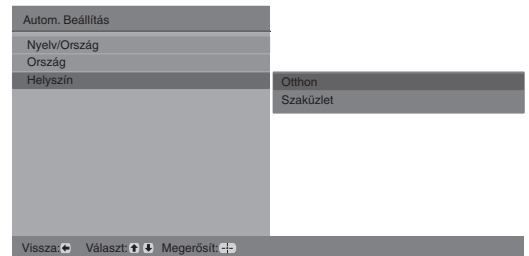 Autom. Beállítás
Nyelv/Ország
Ország
Helyszín
Otthon
Szaküzlet
Vissza: Választ: Megerősít: